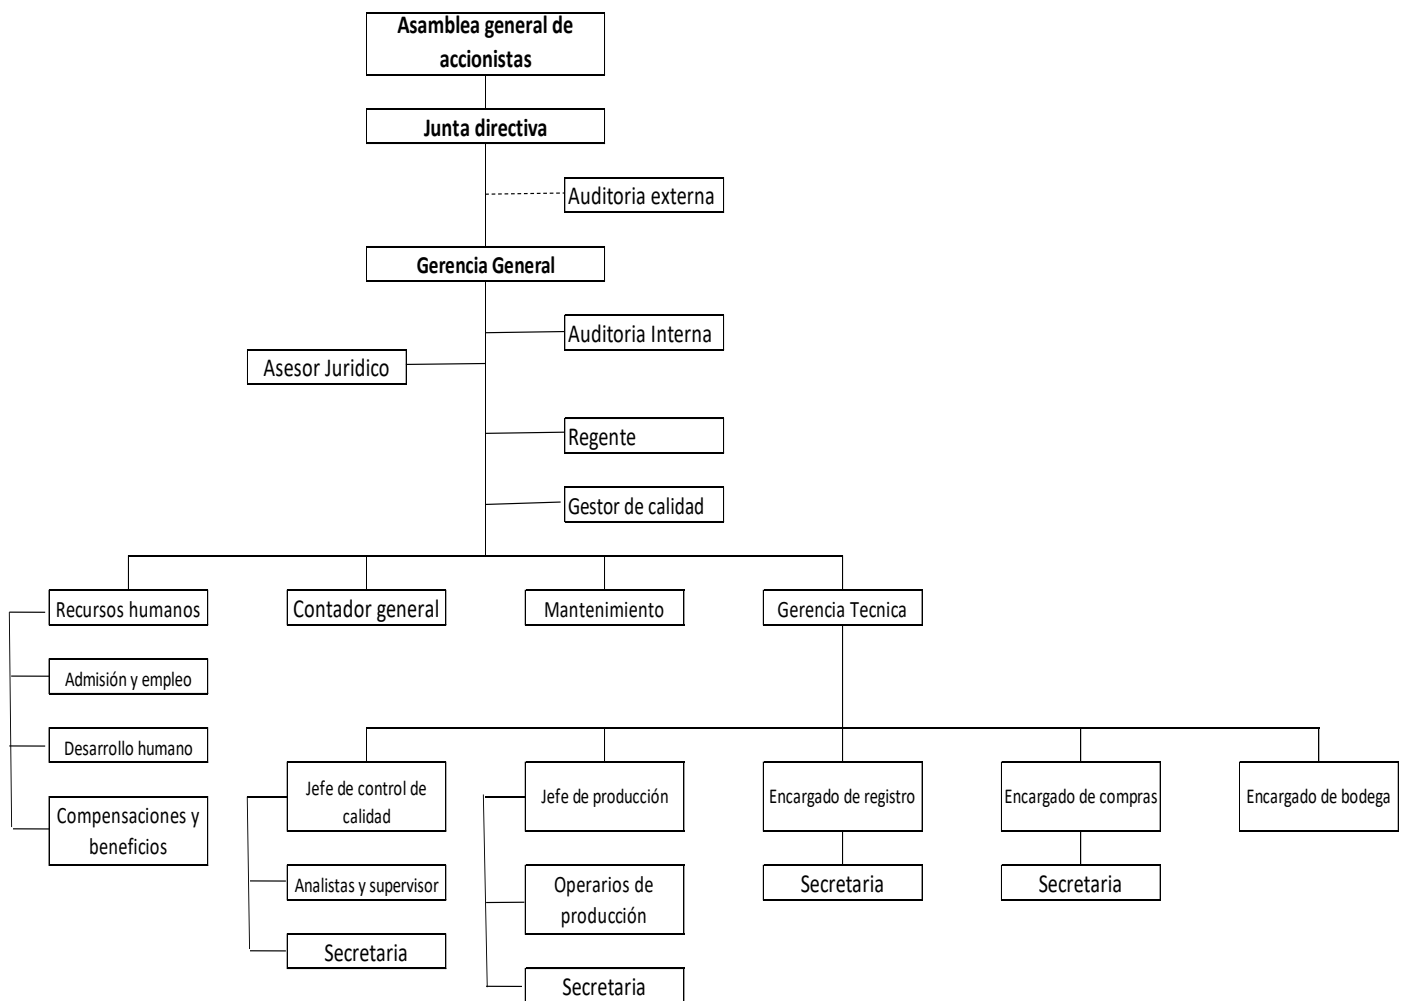 Asamblea general de
accionistas
Junta directiva
Auditoria externa
Gerencia General
Auditoria Interna
Asesor Juridico
Regente
Gestor de calidad
Recursos humanos
Contador general
Mantenimiento
Gerencia Tecnica
Admisión y empleo
Desarrollo humano
Compensaciones y
beneficios
Jefe de control de
calidad
Jefe de producción
Encargado de registro
Encargado de compras
Encargado de bodega
Analistas y supervisor
Operarios de
producción
Secretaria
Secretaria
Secretaria
Secretaria